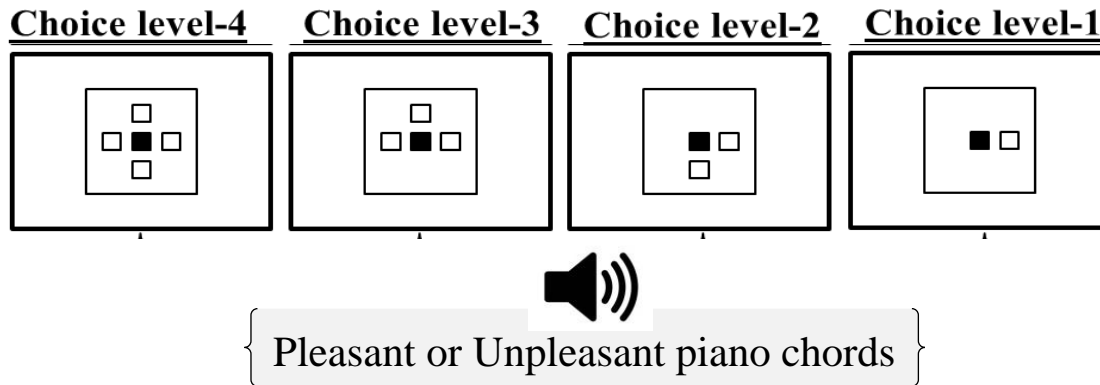 Choice level-4
Choice level-3
Choice level-2
Choice level-1
Pleasant or Unpleasant piano chords